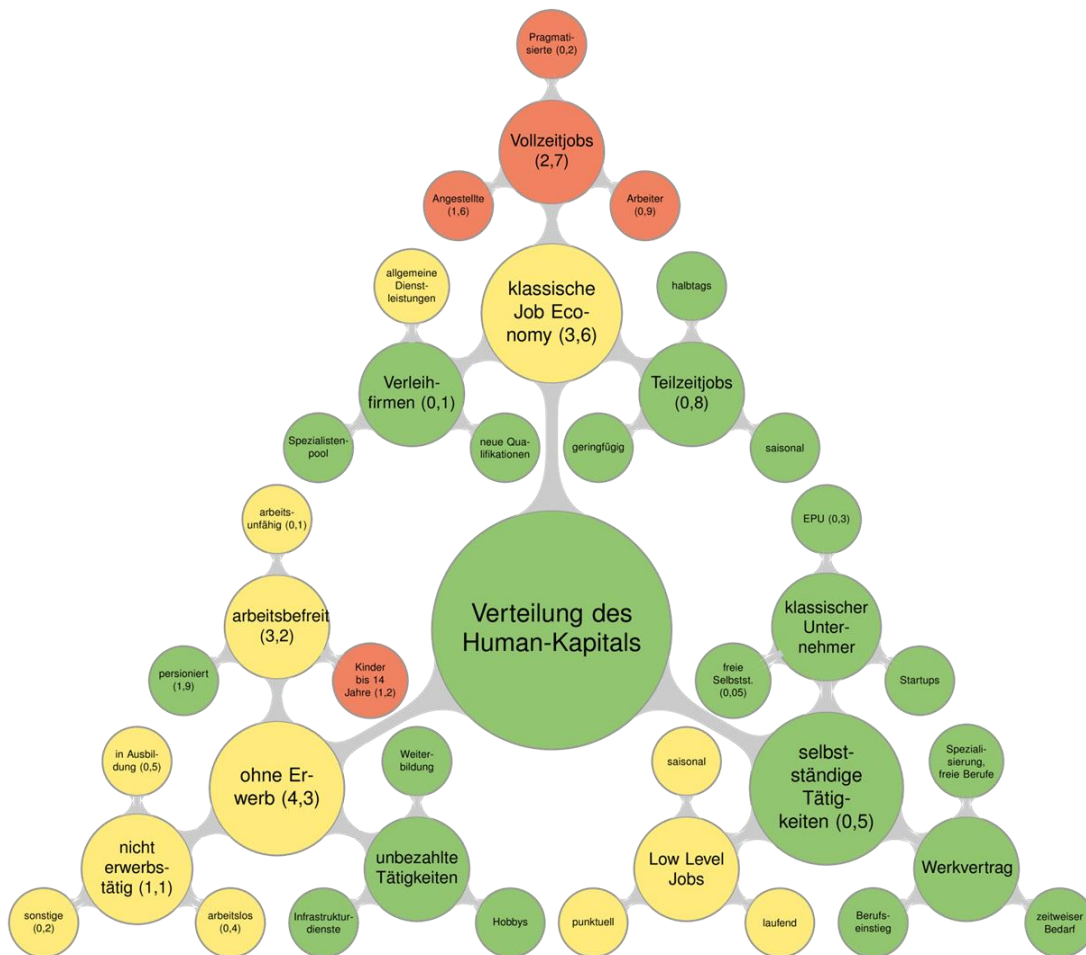 Pragmati-
sierte (0,2)
Vollzeitjobs
(2,7)
Angestellte
(1,6)
Arbeiter
(0,9)
allgemeine
Dienst-
leistungen
klassische
Job Eco-
nomy (3,6)
halbtags
Verleih-
firmen (0,1)
Teilzeitjobs
(0,8)
Spezialisten-
pool
neue Qua-
lifikationen
geringfügig
saisonal
arbeits-
unfähig (0,1)
EPU (0,3)
arbeitsbefreit
(3,2)
Verteilung des
Human-Kapitals
klassischer
Unter-
nehmer
persioniert
(1,9)
Kinder
bis 14
Jahre (1,2)
freie
Selbstst.
(0,05)
Startups
in Ausbil-
dung (0,5)
ohne Er-
werb (4,3)
Weiter-
bildung
saisonal
selbst-
ständige
Tätig-
keiten (0,5)
Speziali-
sierung,
freie Berufe
nicht
erwerbs-
tätig (1,1)
unbezahlte
Tätigkeiten
Low Level
Jobs
Werkvertrag
sonstige
(0,2)
arbeitslos
(0,4)
Infrastruktur-
dienste
Hobbys
punktuell
laufend
Berufs-
einstieg
zeitweiser
Bedarf